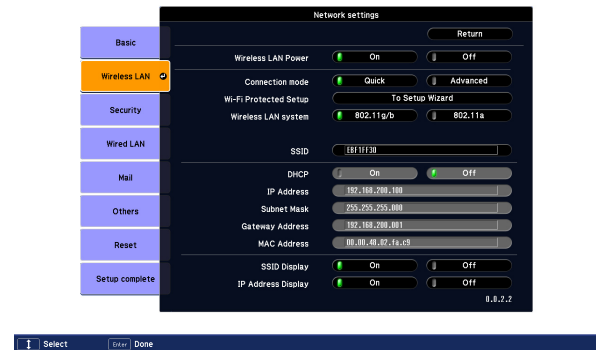 Network settings
Return
Basic
Wireless LAN Power On Off
Wireless LAN
Connection mode Quick Advanced
Wi-Fi Protected Setup To Setup Wizard
Security
Wireless LAN system 802.11g/b 802.11a
Wired LAN
SSID EBF1FF30
Mail
DHCP On Off
IP Address 192.168.200.100
Others
Subnet Mask 255.255.255.000
Gateway Address 192.168.200.001
Reset
MAC Address 00.00.48.02.fa.c9
SSID Display On Off
Setup complete
IP Address Display On Off
0.0.2.2
Select Enter Done